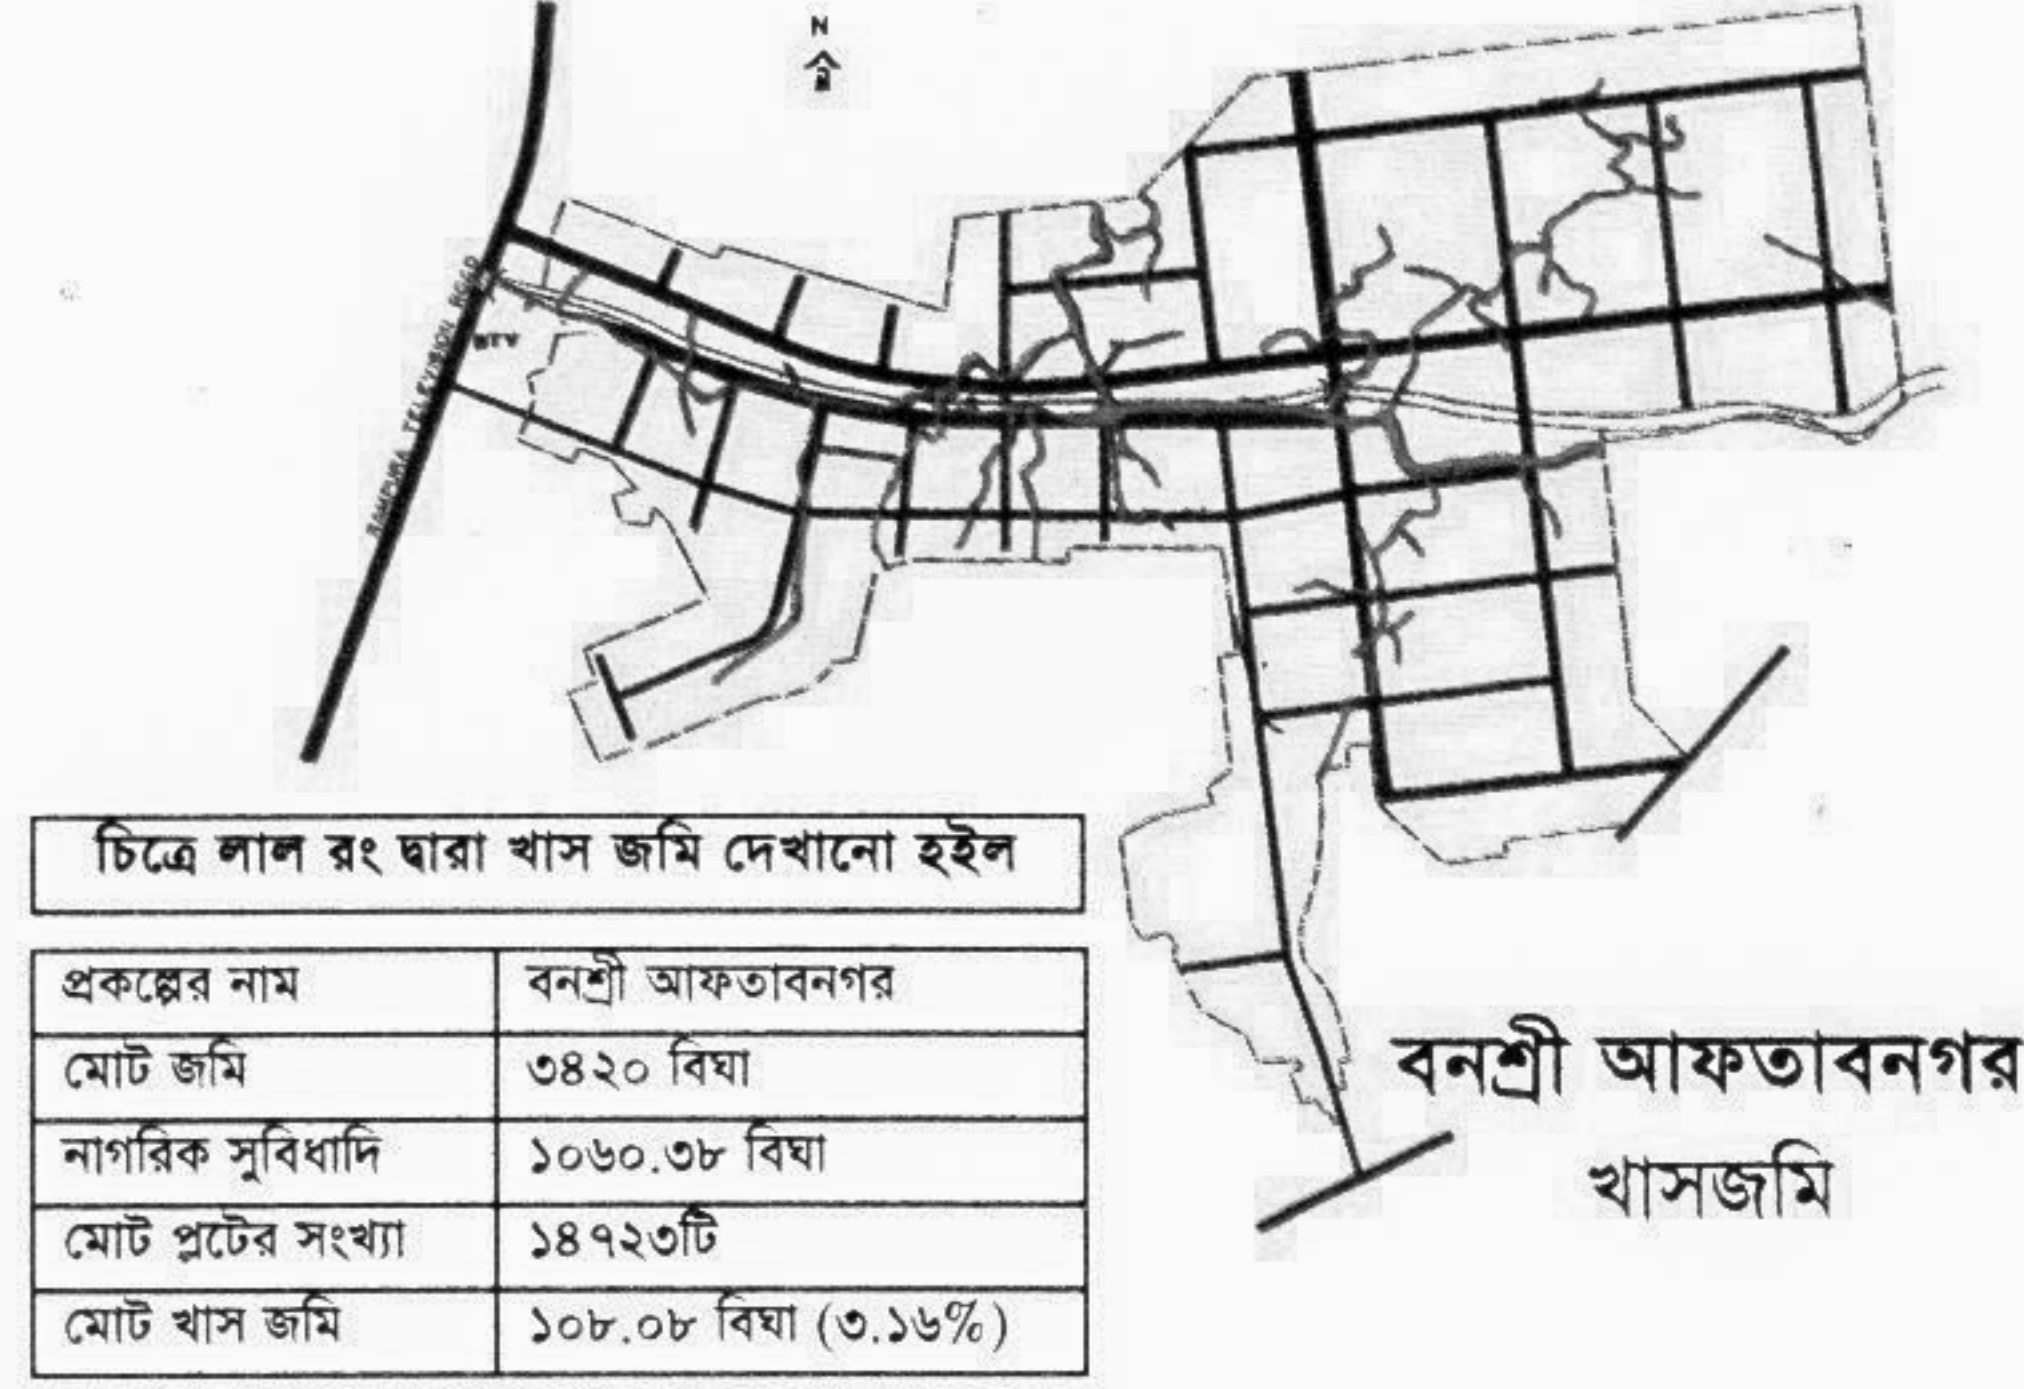 N
RAMPURA TELEVISION ROAD
BTV
চিত্রে লাল রং দ্বারা খাস জমি দেখানো হইল
প্রকল্পের নাম বনশ্রী আফতাবনগর
মোট জমি ৩৪২০ বিঘা
নাগরিক সুবিধাদি ১০৬০.৩৮ বিঘা
মোট প্লটের সংখ্যা ১৪৭২৩টি
মোট খাস জমি ১০৮.০৮ বিঘা (৩.১৬%)
বনশ্রী আফতাবনগর
খাসজমি